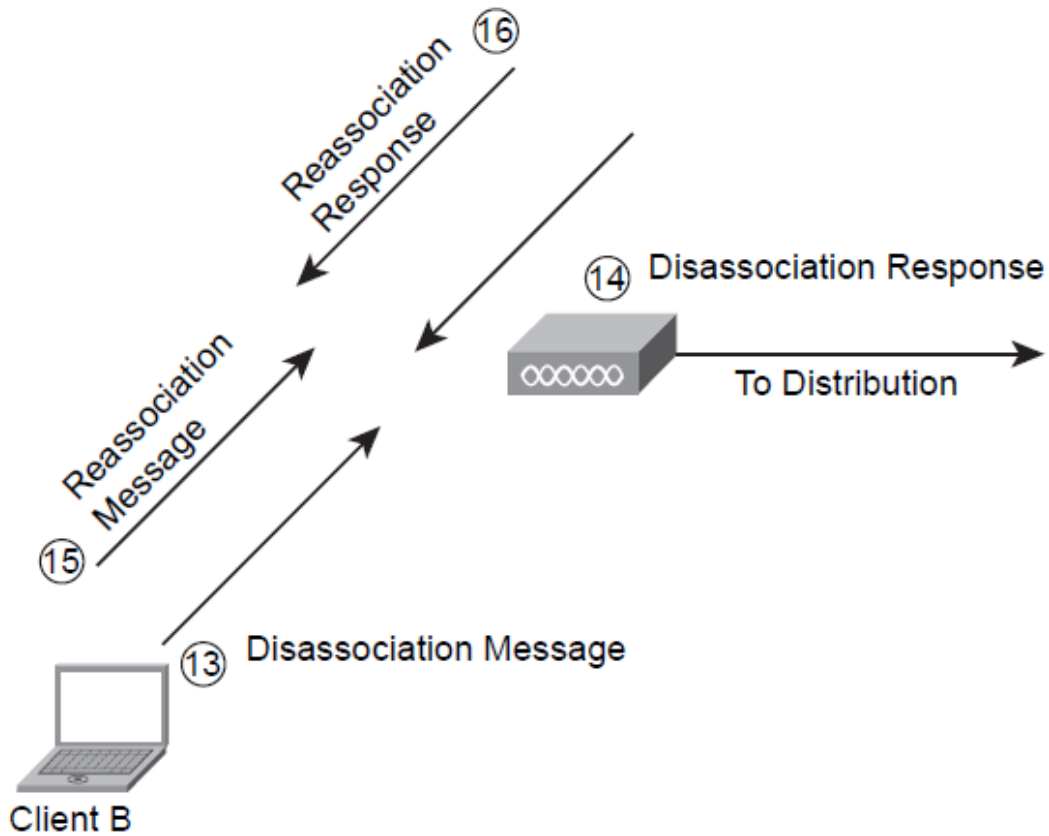 16
Reassociation
Response
14
Disassociation Response
To Distribution
Reassociation
Message
15
13
Disassociation Message
Client B